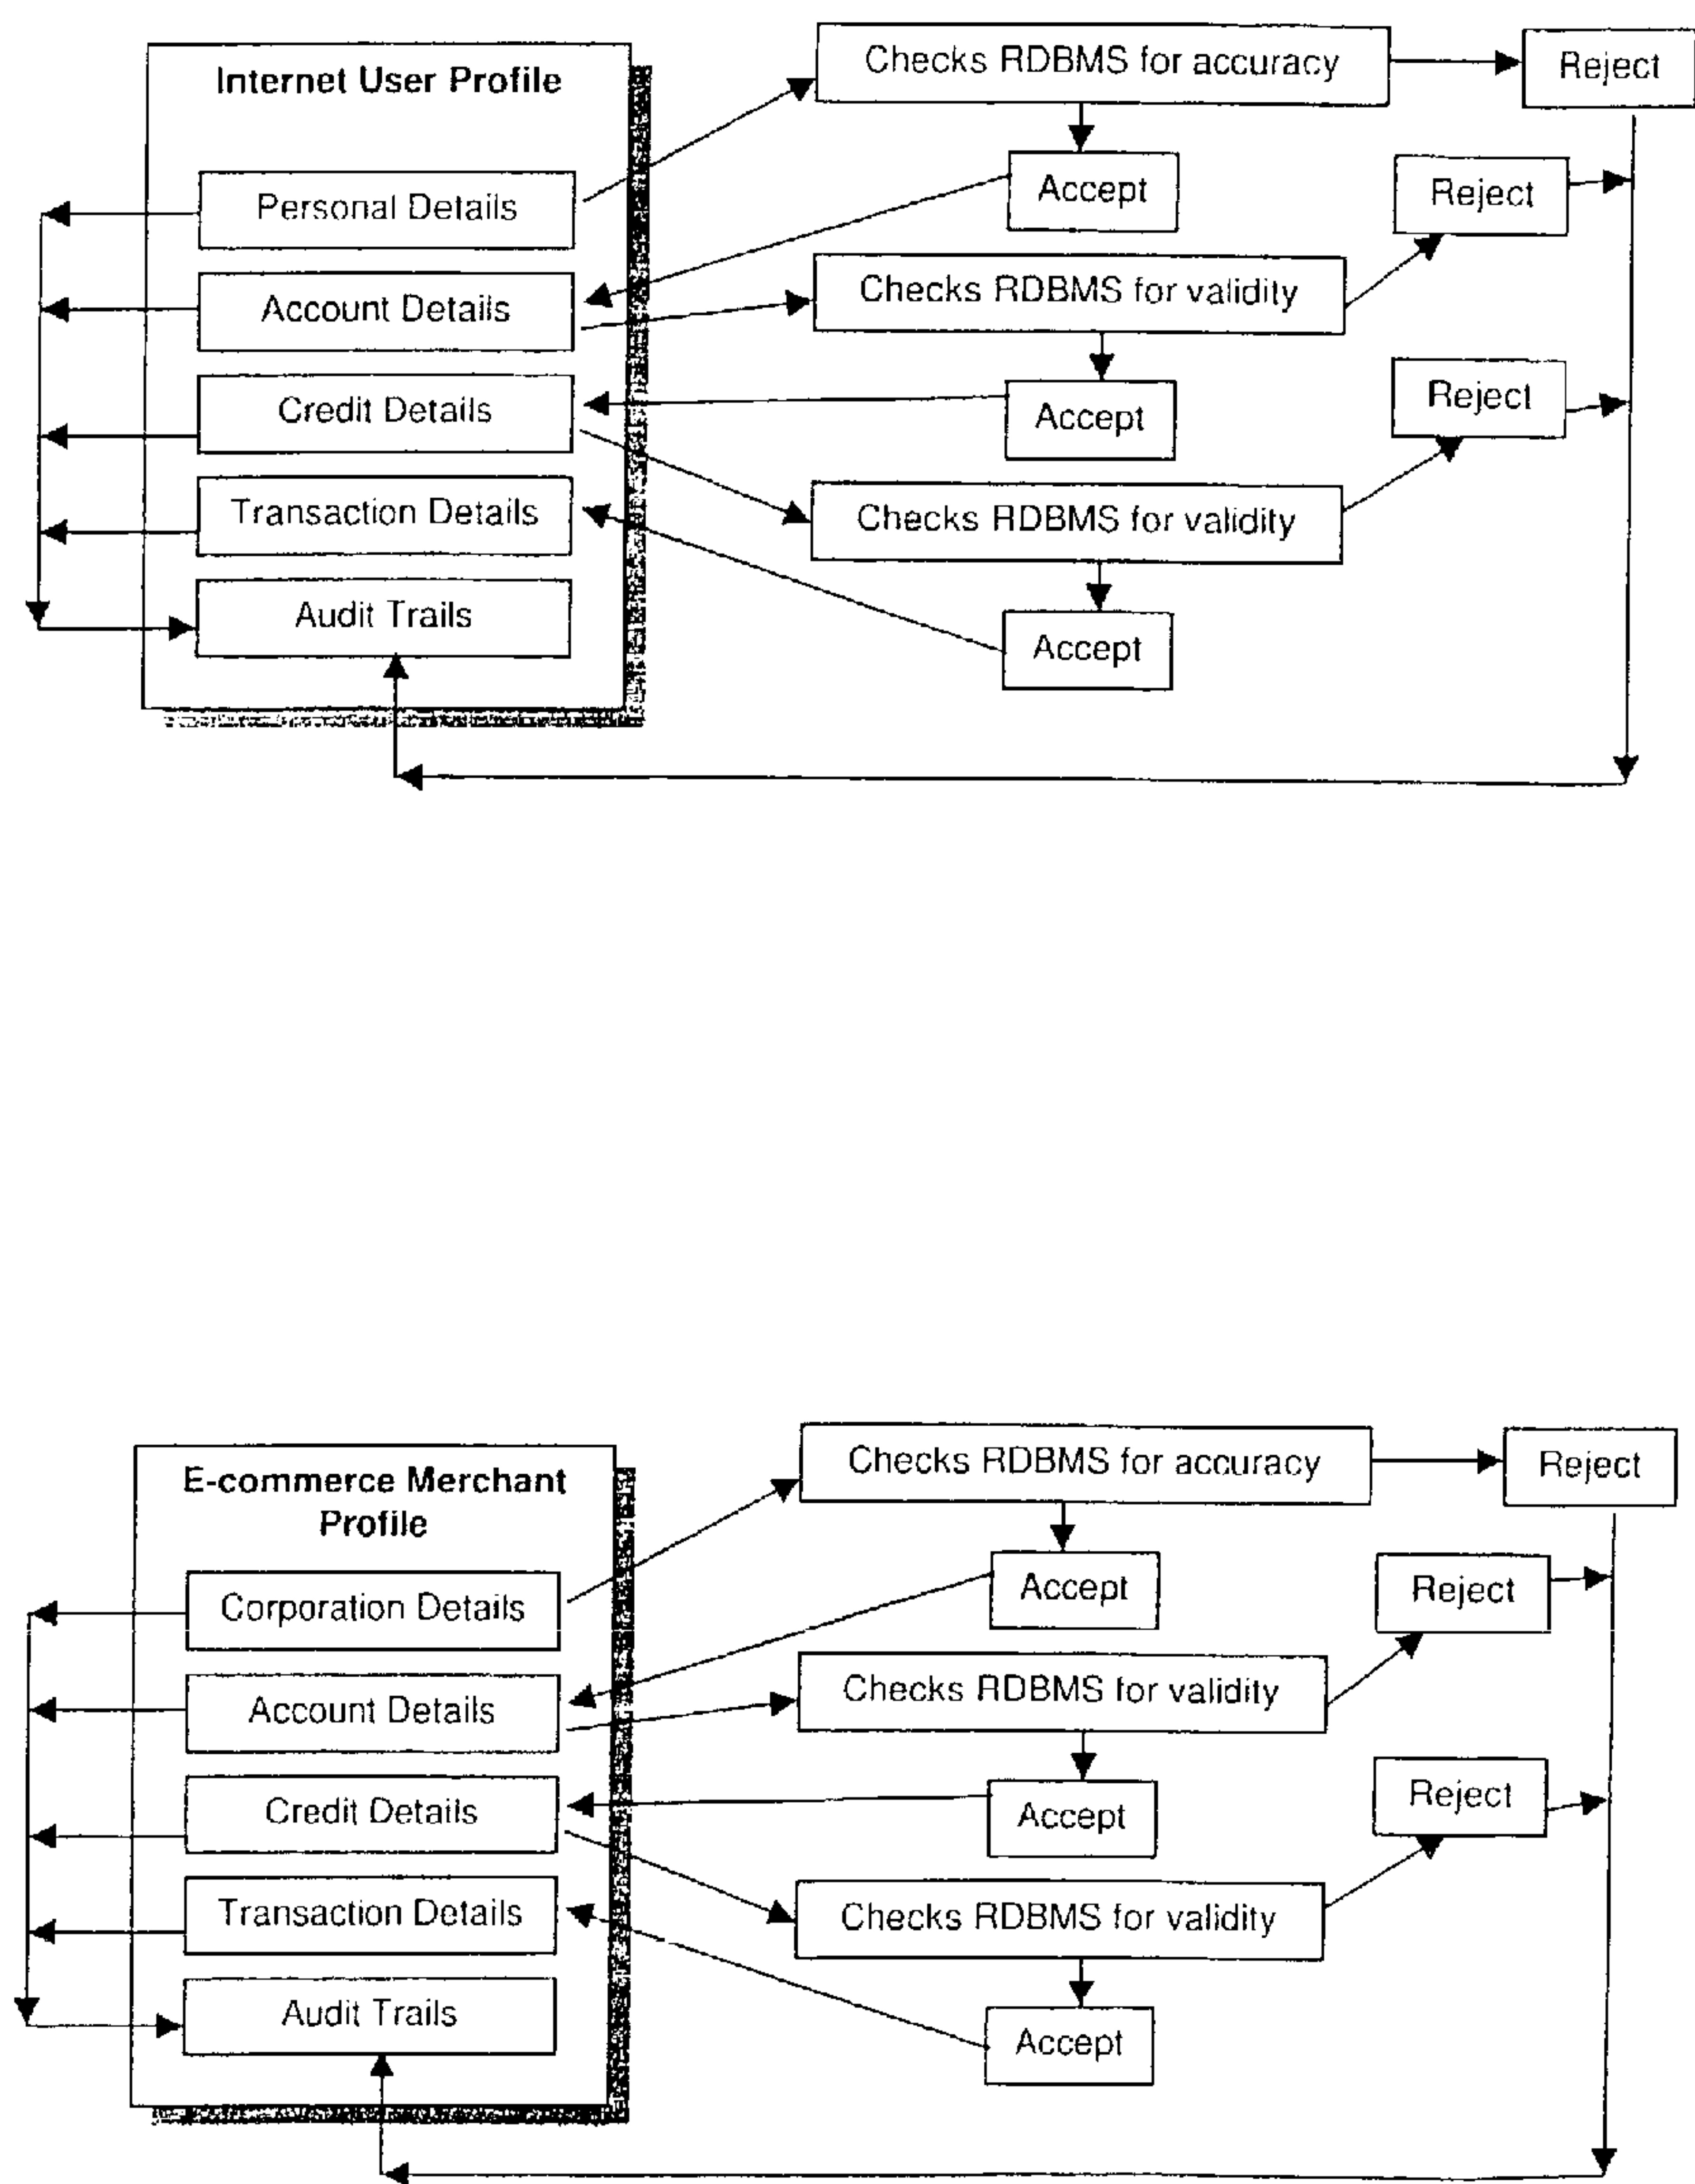 Internet User Profile
Personal Details
Account Details
Credit Details
Transaction Details
Audit Trails
Checks RDBMS for accuracy
Reject
Accept
Reject
Checks RDBMS for validity
Accept
Reject
Checks RDBMS for validity
Accept
E-commerce Merchant
Profile
Corporation Details
Account Details
Credit Details
Transaction Details
Audit Trails
Checks RDBMS for accuracy
Reject
Accept
Reject
Checks RDBMS for validity
Accept
Reject
Checks RDBMS for validity
Accept